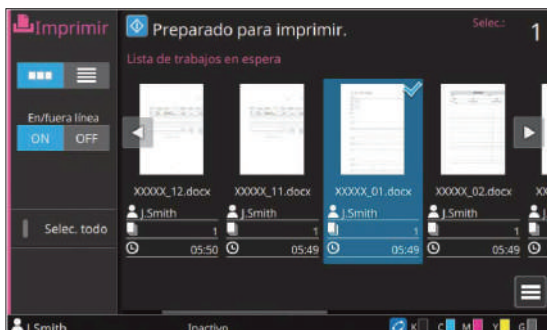 Imprimir
Preparado para imprimir.
Selec.:
1
Lista de trabajos en espera
En/fuera línea
ON OFF
Selec. todo
XXXXX_12.docx XXXXX_11.docx XXXXX_01.docx XXXXX_02.docx XX
J.Smith J.Smith J.Smith J.Smith J.
1 1 1 1
05:50 05:49 05:49 05:49
J.Smith
Inactivo
K C M Y G